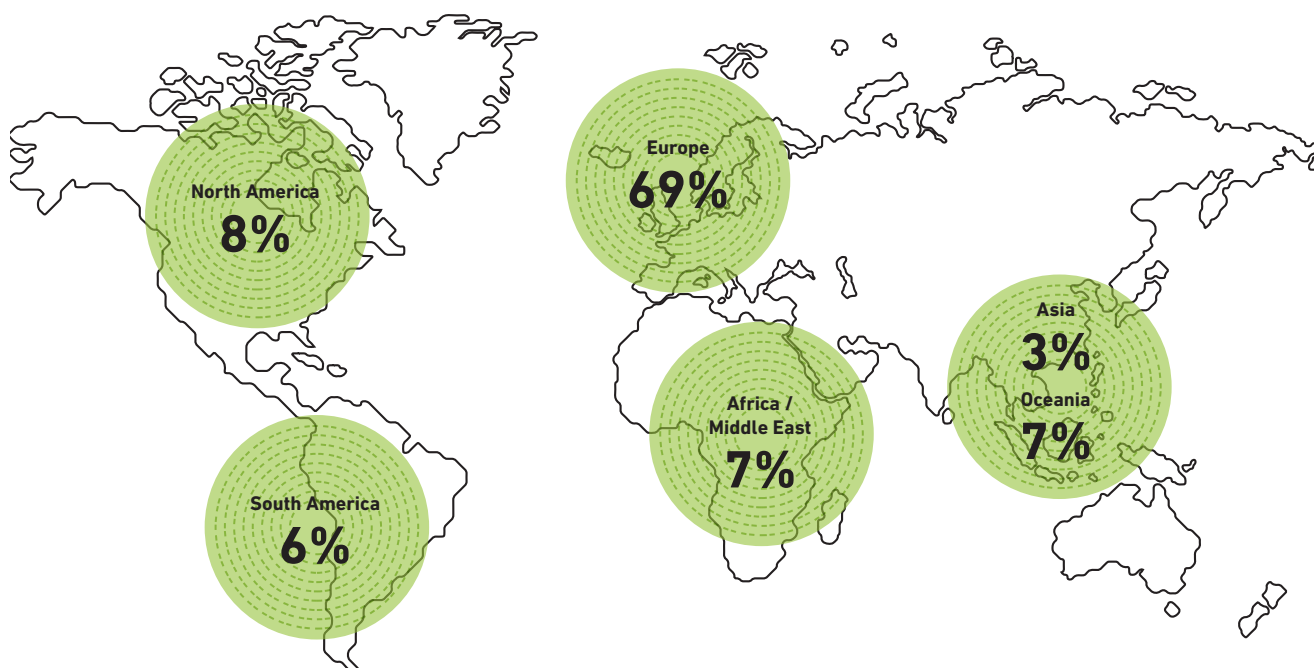 North America
8%
South America
6%
Europe
69%
Africa /
Middle East
7%
Asia
3%
Oceania
7%